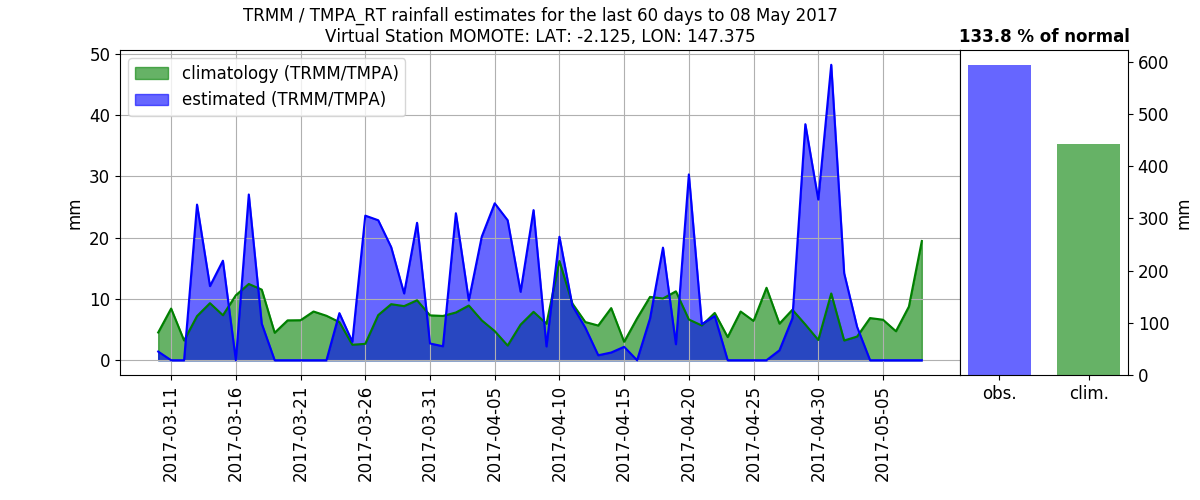 TRMM / TMPA_RT rainfall estimates for the last 60 days to 08 May 2017
Virtual Station MOMOTE: LAT: -2.125, LON: 147.375
133.8 % of normal
climatology (TRMM/TMPA)
estimated (TRMM/TMPA)
mm
50
40
30
20
10
0
2017-03-11
2017-03-16
2017-03-21
2017-03-26
2017-03-31
2017-04-05
2017-04-10
2017-04-15
2017-04-20
2017-04-25
2017-04-30
2017-05-05
obs.
clim.
600
500
400
300
200
100
0
mm